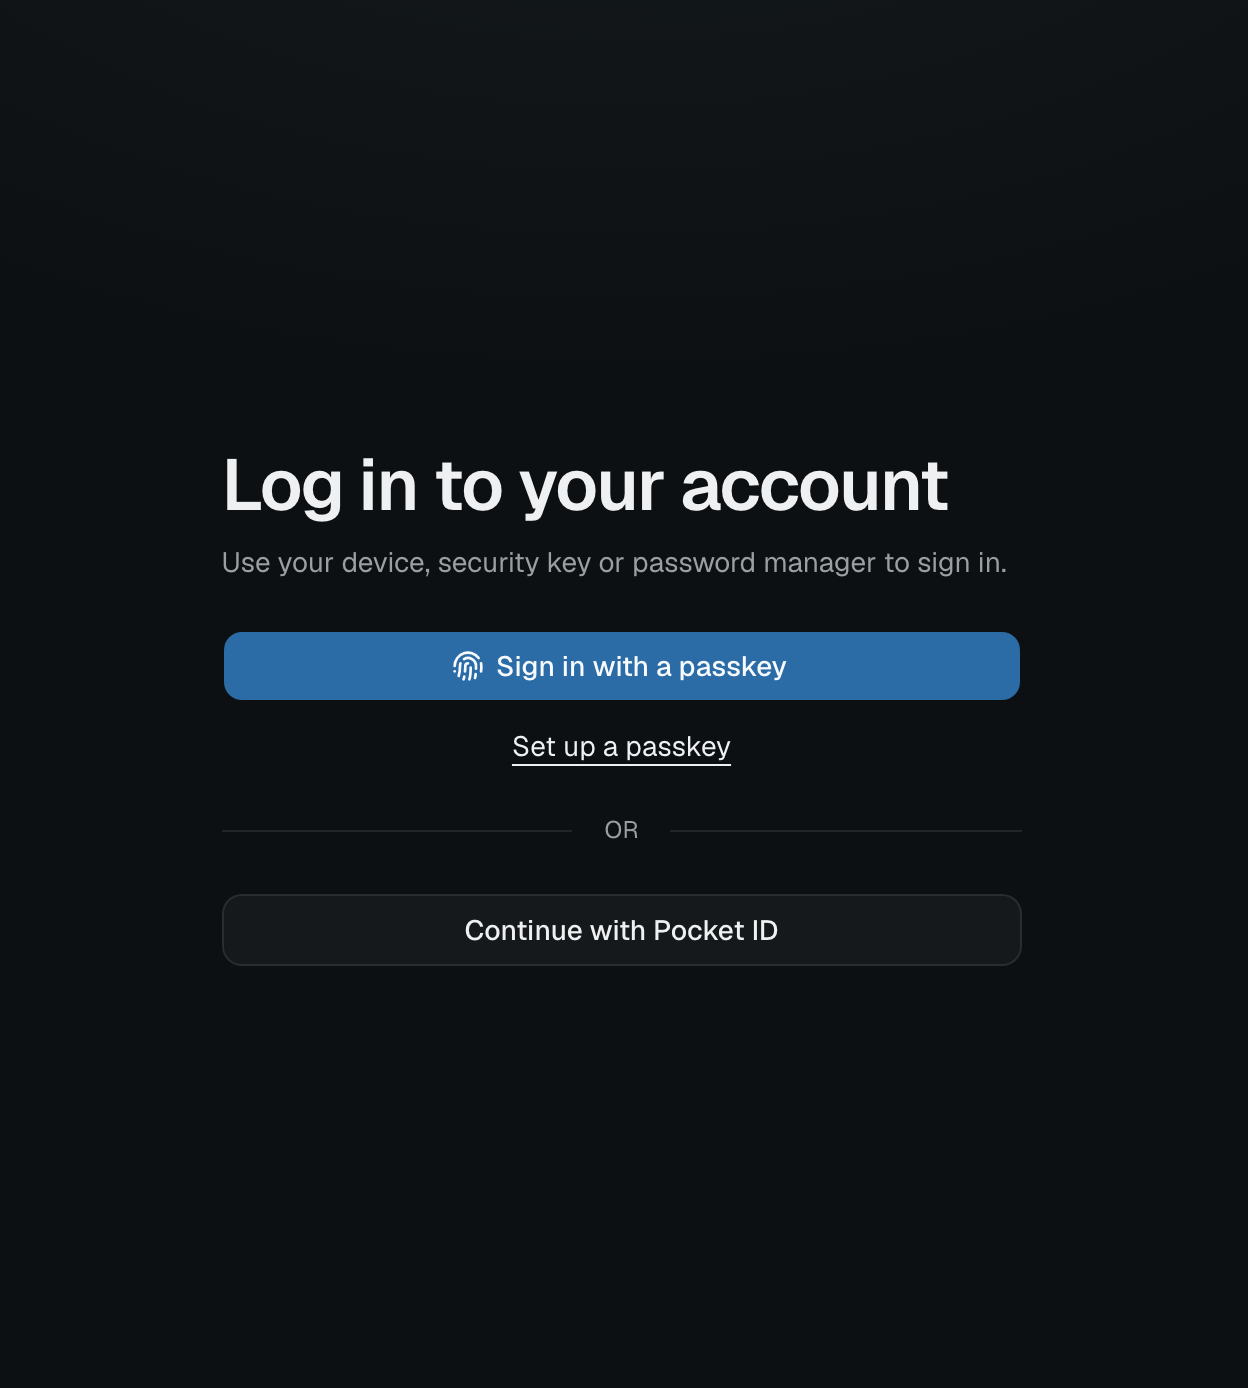 Log in to your account
Use your device, security key or password manager to sign in.
Sign in with a passkey
Set up a passkey
OR
Continue with Pocket ID